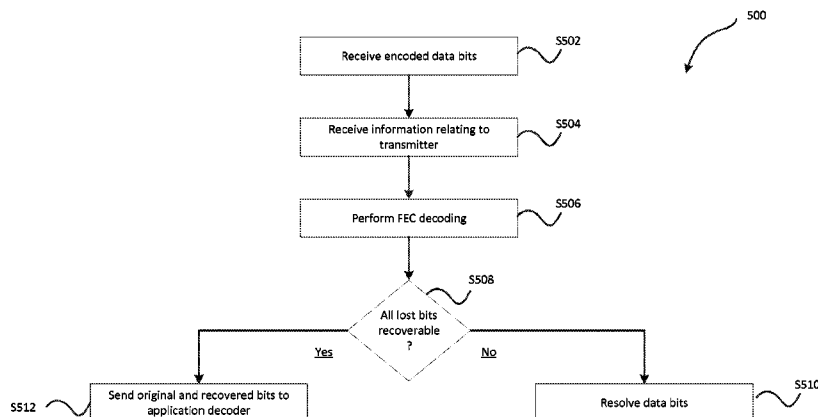 500
Receive encoded data bits
S502
Receive information relating to
transmitter
S504
Perform FEC decoding
S506
All lost bits
recoverable
?
S508
Yes
No
S512
Send original and recovered bits to
application decoder
Resolve data bits
S510